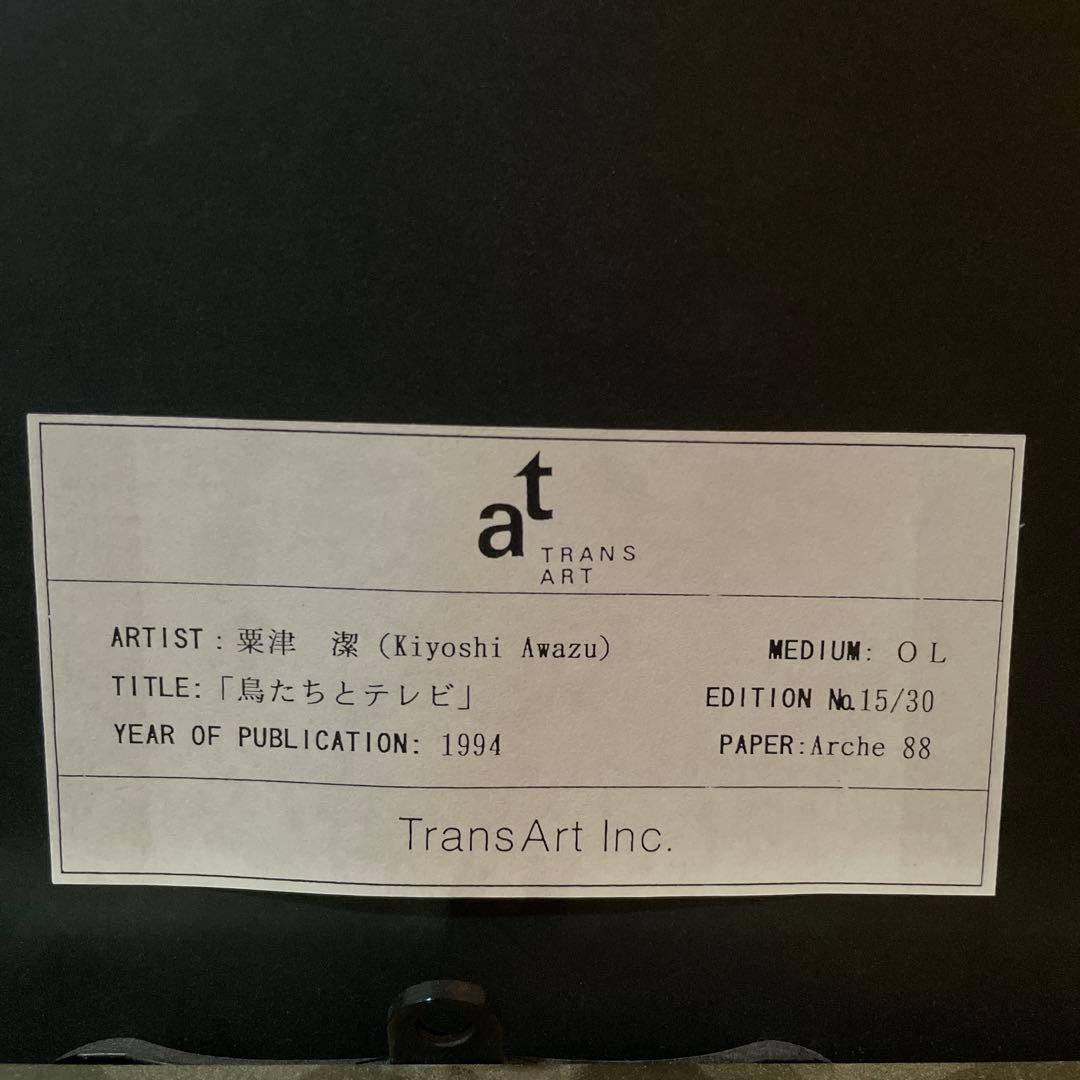 at
TRANS
ART
ARTIST : 粟津　潔 (Kiyoshi Awazu)
MEDIUM: ＯＬ
TITLE:「鳥たちとテレビ」
EDITION №15/30
YEAR OF PUBLICATION: 1994
PAPER:Arche 88
TransArt Inc.